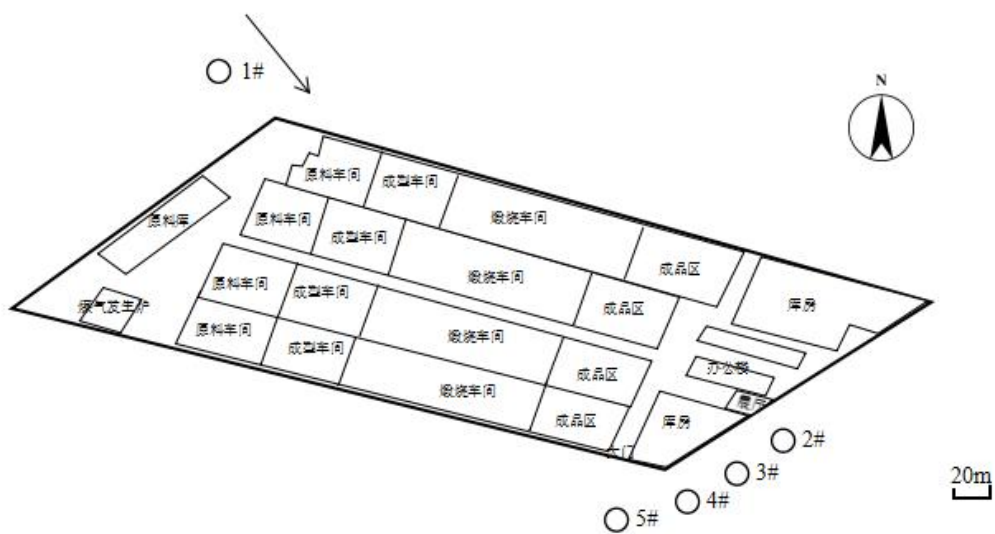 1#
N
原料车间
成型车间
煅烧车间
成品区
原料库
原料车间
成型车间
煅烧车间
成品区
库房
煤气发生炉
原料车间
成型车间
煅烧车间
成品区
办公楼
原料车间
成型车间
煅烧车间
成品区
库房
大门
2#
3#
4#
5#
20m